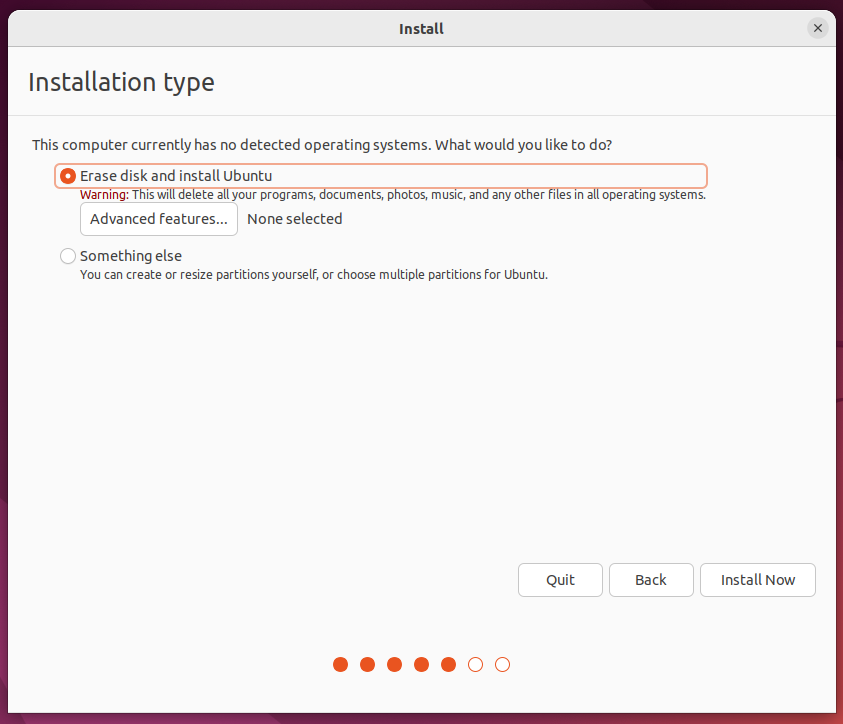 Install
Installation type
This computer currently has no detected operating systems. What would you like to do?
Erase disk and install Ubuntu
Warning: This will delete all your programs, documents, photos, music, and any other files in all operating systems.
Advanced features... None selected
Something else
You can create or resize partitions yourself, or choose multiple partitions for Ubuntu.
Quit Back Install Now